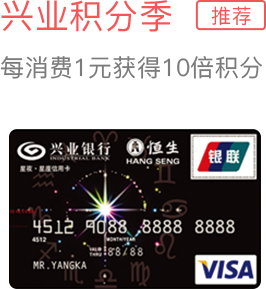 兴业积分季 推荐
每消费1元获得10倍积分
兴业银行 恒生 银联
INDUSTRIAL BANK HANG SENG
星夜·星座信用卡
4512 9088 8888 8888
4512 MONTH/YEAR
VALID THRU 88/88
MR.YANGKA VISA